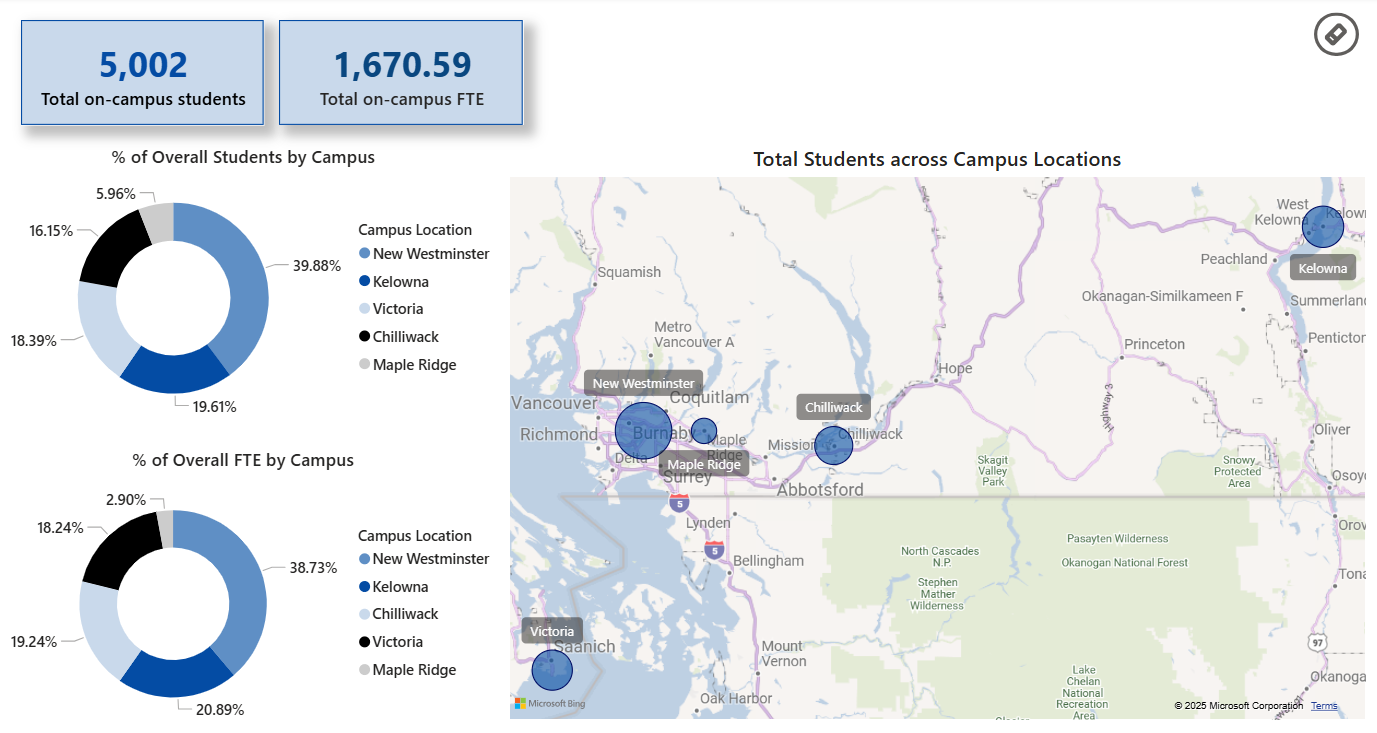 5,002
Total on-campus students
1,670.59
Total on-campus FTE
% of Overall Students by Campus
5.96%
16.15%
39.88%
18.39%
19.61%
Campus Location
New Westminster
Kelowna
Victoria
Chilliwack
Maple Ridge
% of Overall FTE by Campus
2.90%
18.24%
38.73%
19.24%
20.89%
Campus Location
New Westminster
Kelowna
Chilliwack
Victoria
Maple Ridge
Total Students across Campus Locations
West
Kelowna
Kelown
Kelowna
Peachland
Squamish
Okanagan-Similkameen F
Summerland
Metro
Vancouver A
Penticton
Princeton
Hope
New Westminster
Coquitlam
Vancouver
Chilliwack
Highway 3
Richmond
Burnaby
Maple
Ridge
Mission
Chilliwack
Oliver
Delta
Maple Ridge
Surrey
Skagit
Valley
Park
Snowy
Protected
Area
Osoyo
Abbotsford
5
Lynden
Orov
5
Bellingham
North Cascades
N.P.
Pasayten Wilderness
Okanogan National Forest
Stephen
Mather
Wilderness
Tona
Victoria
Saanich
Mount
Vernon
97
Lake
Chelan
National
Recreation
Area
Okanoga
Oak Harbor
Microsoft Bing
© 2025 Microsoft Corporation
Terms